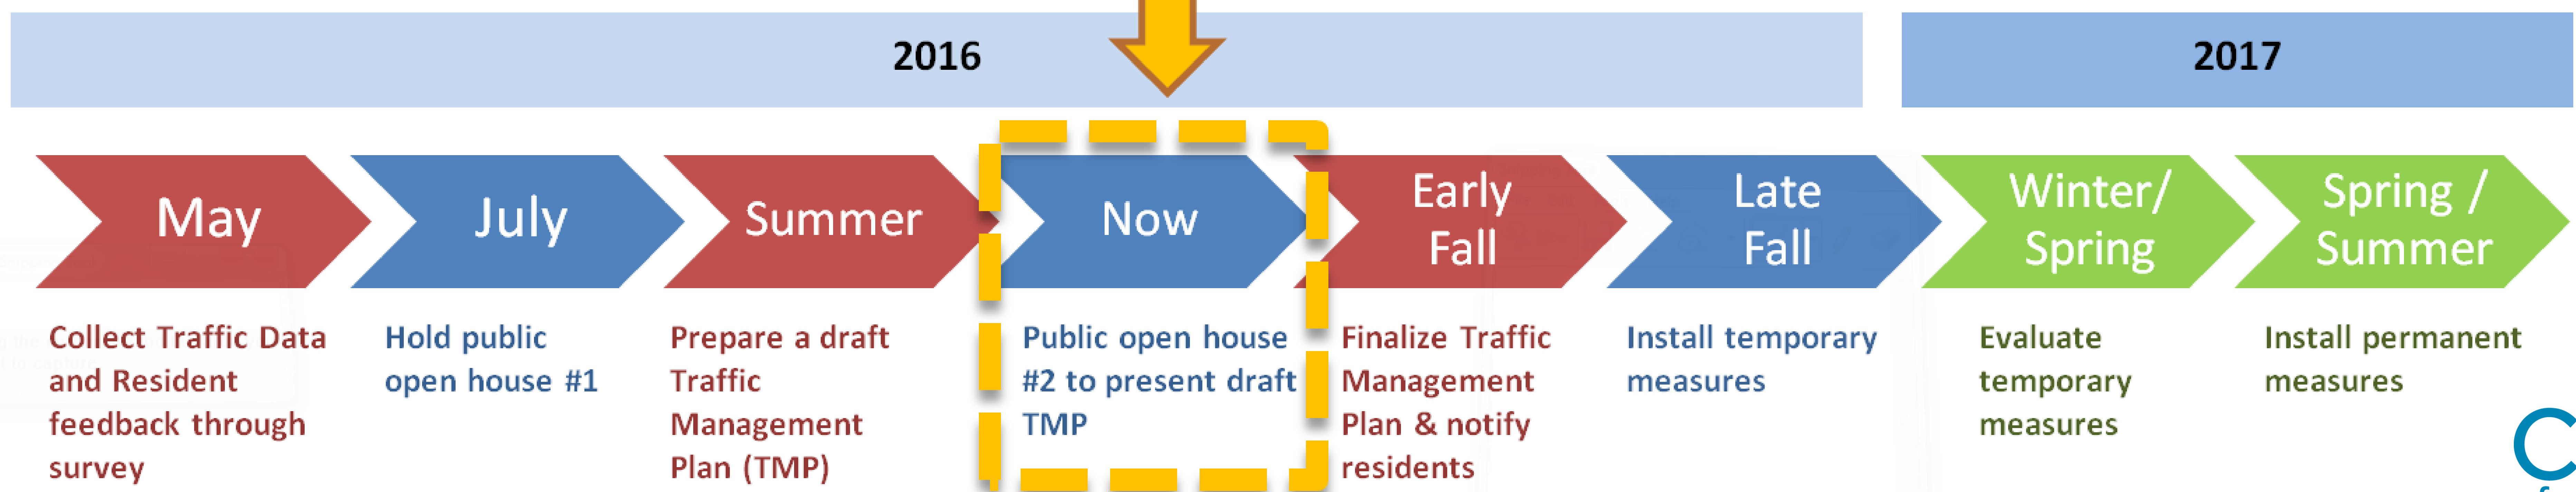 2016
2017
May
July
Summer
Now
Early
Fall
Late
Fall
Winter/
Spring
Spring /
Summer
Collect Traffic Data
and Resident
feedback through
survey
Hold public
open house #1
Prepare a draft
Traffic
Management
Plan (TMP)
Public open house
#2 to present draft
TMP
Finalize Traffic
Management
Plan & notify
residents
Install temporary
measures
Evaluate
temporary
measures
Install permanent
measures